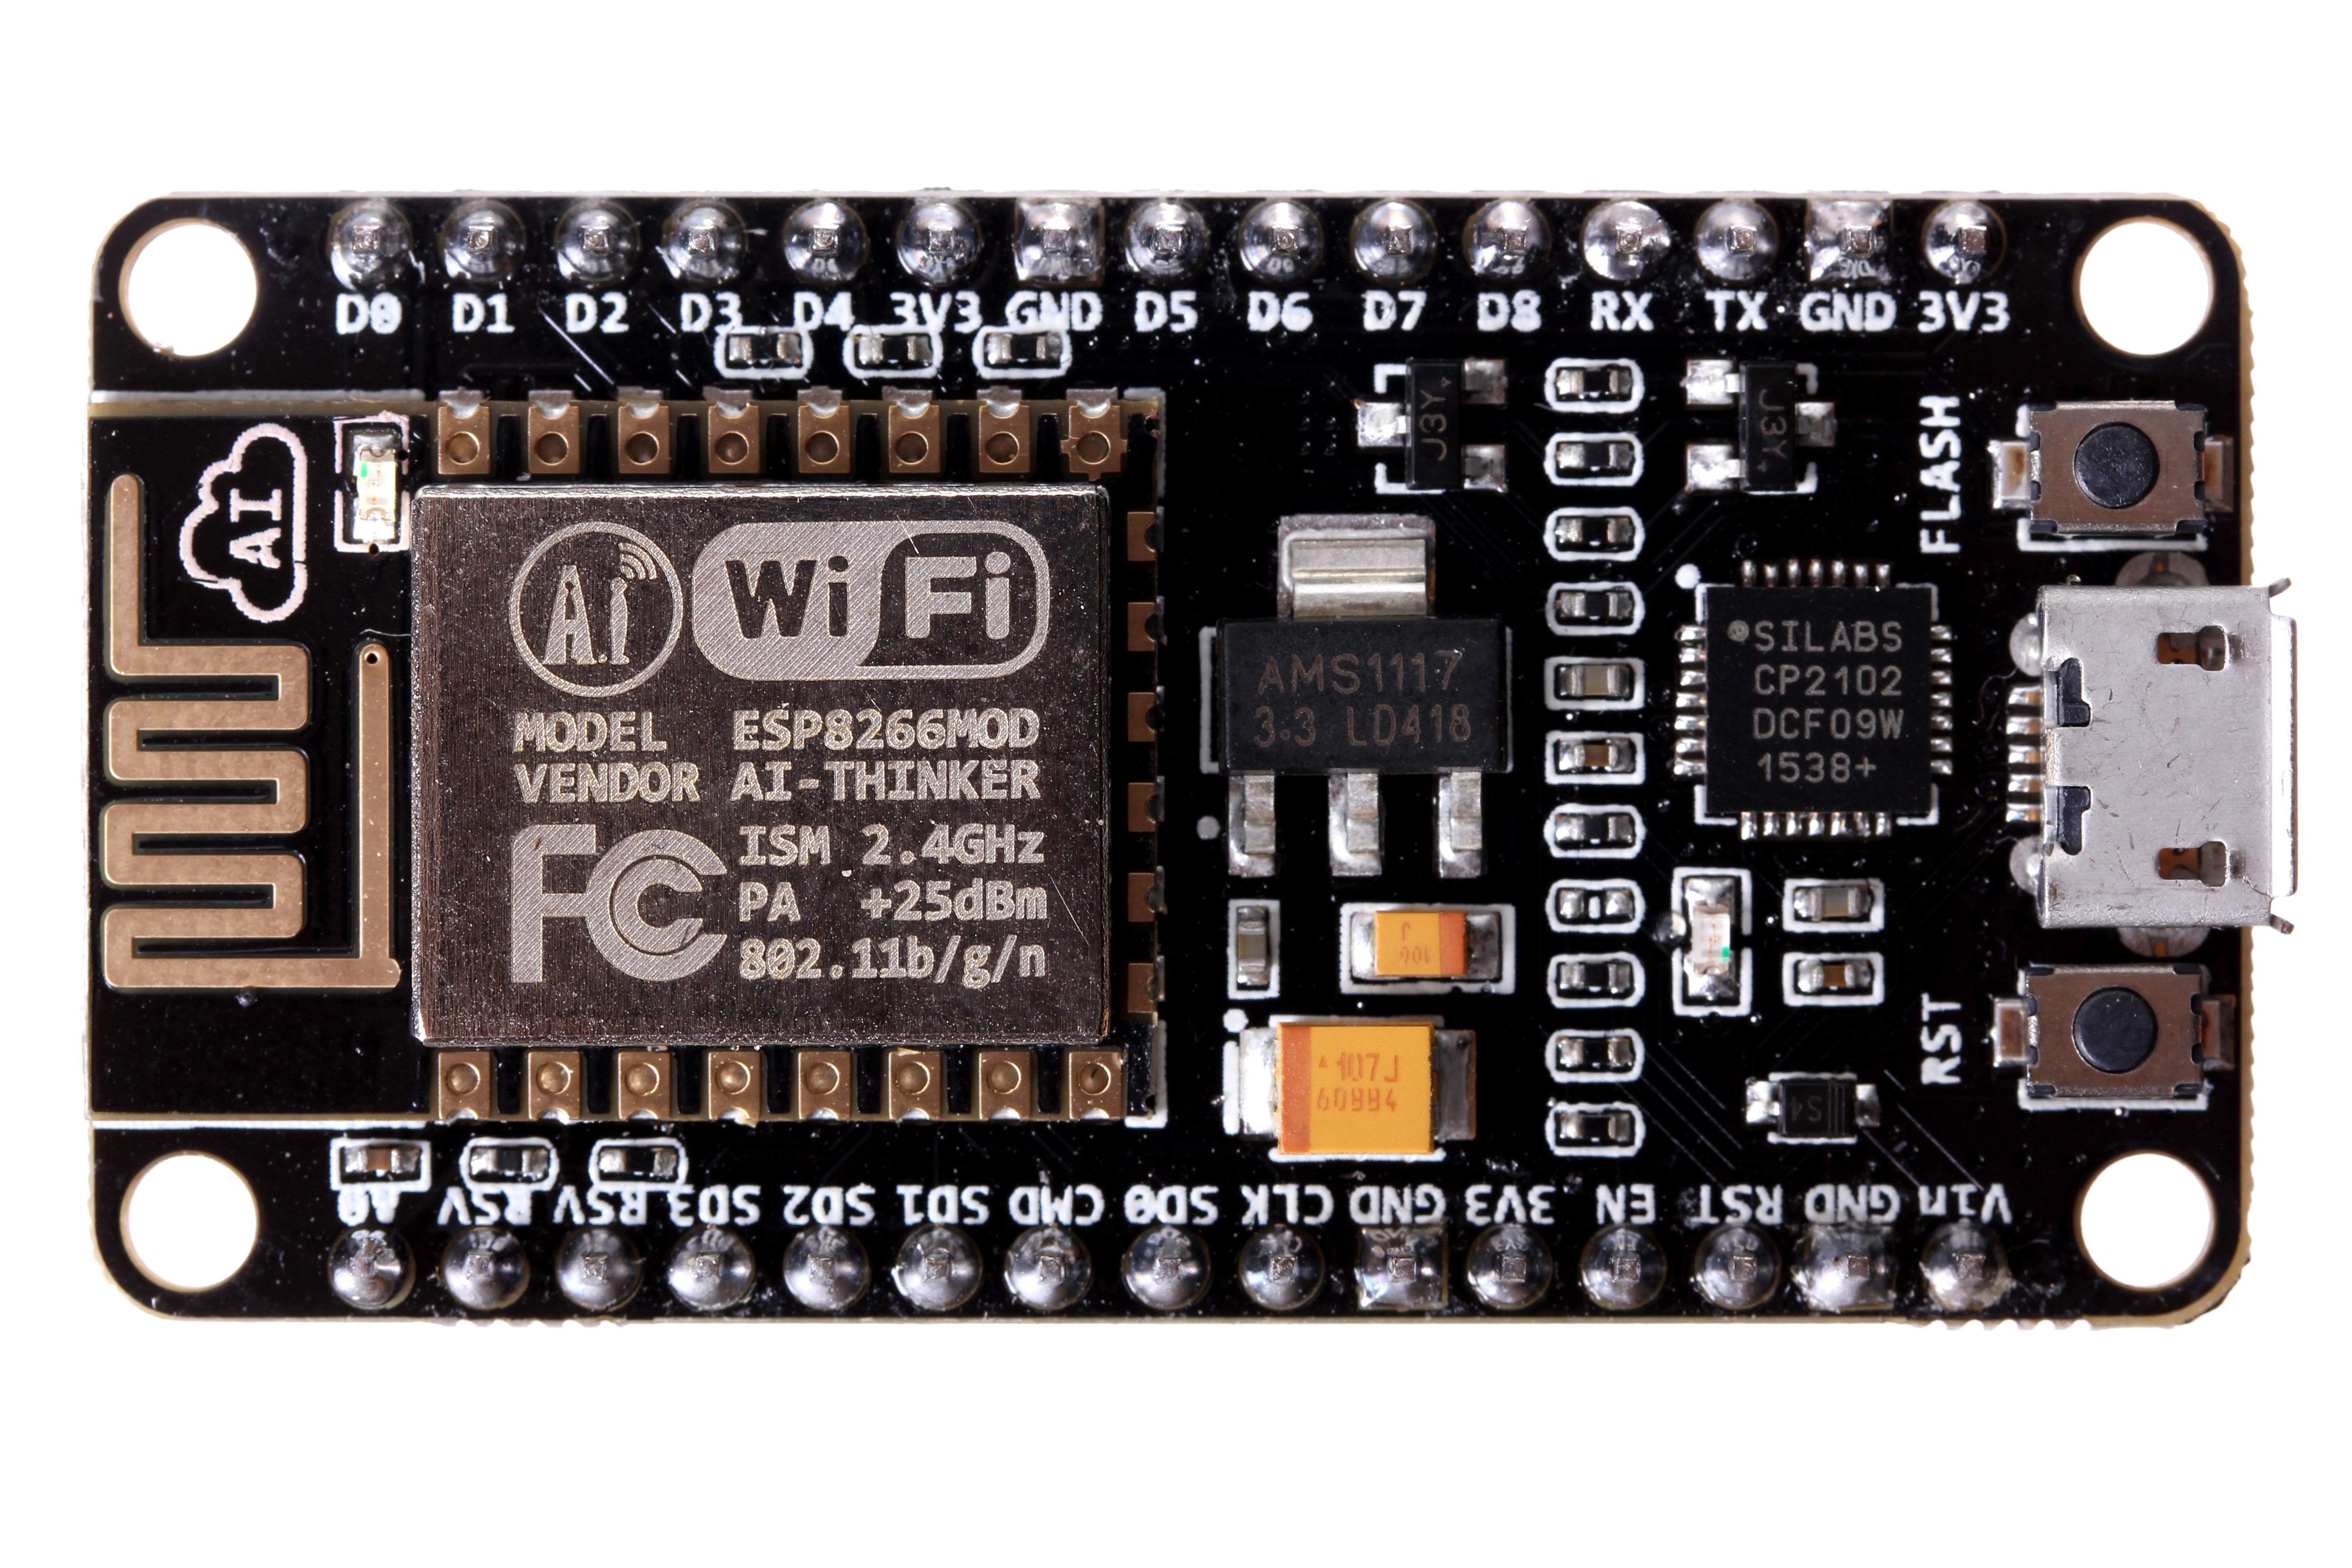 D0 D1 D2 D3 D4 3V3 GND D5 D6 D7 D8 RX TX GND 3V3
AI
J3Y
J3Y
FLASH
A.i
Wi Fi
MODEL ESP8266MOD
VENDOR AI-THINKER
FC
ISM 2.4GHz
PA +25dBm
802.11b/g/n
AMS1117
3.3 LD418
SILABS
CP2102
DCF09W
1538+
106
J
107J
RST
S4
A0 RSV RSV SD3 SD2 SD1 CMD SD0 CLK GND 3V3 EN RST GND Vin